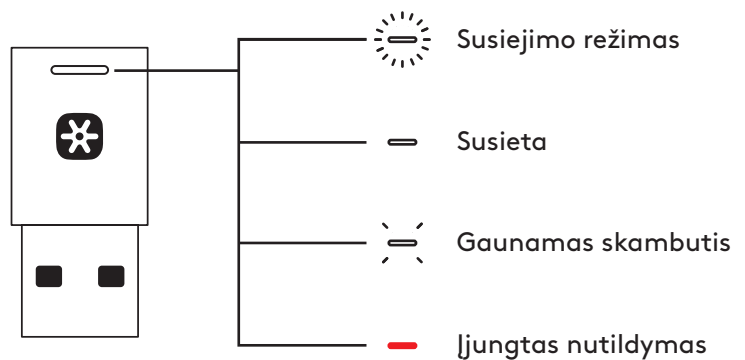 Susiejimo režimas
Susieta
Gaunamas skambutis
Įjungtas nutildymas